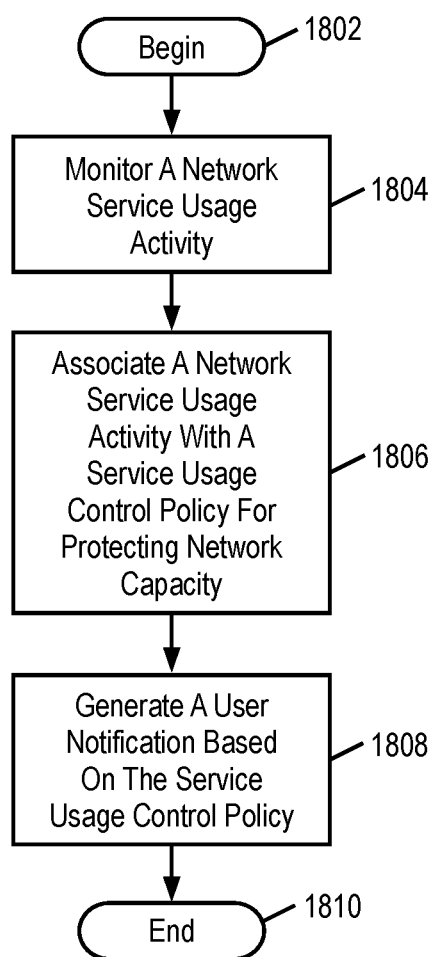 Begin
1802
Monitor A Network
Service Usage
Activity
1804
Associate A Network
Service Usage
Activity With A
Service Usage
Control Policy For
Protecting Network
Capacity
1806
Generate A User
Notification Based
On The Service
Usage Control Policy
1808
End
1810